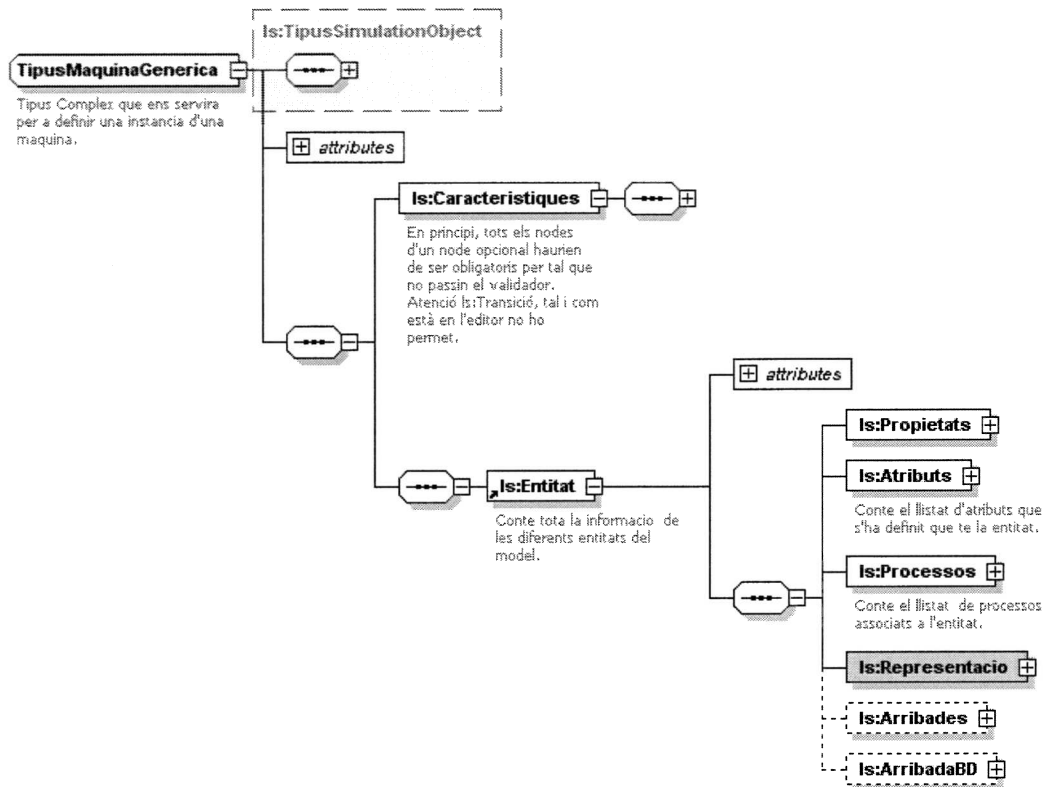 ls:TipusSimulationObject
TipusMaquinaGenerica
Tipus Complex que ens servira
per a definir una instancia d'una
maquina.
attributes
ls:Caracteristiques
En principi, tots els nodes
d'un node opcional haurien
de ser obligatoris per tal que
no passin el validador.
Atenció ls:Transició, tal i com
està en l'editor no ho
permet.
attributes
ls:Propietats
ls:Atributs
Conte el llistat d'atributs que
s'ha definit que te la entitat.
ls:Entitat
Conte tota la informacio de
les diferents entitats del
model.
ls:Processos
Conte el llistat de processos
associats a l'entitat.
ls:Representacio
ls:Arribades
ls:ArribadaBD